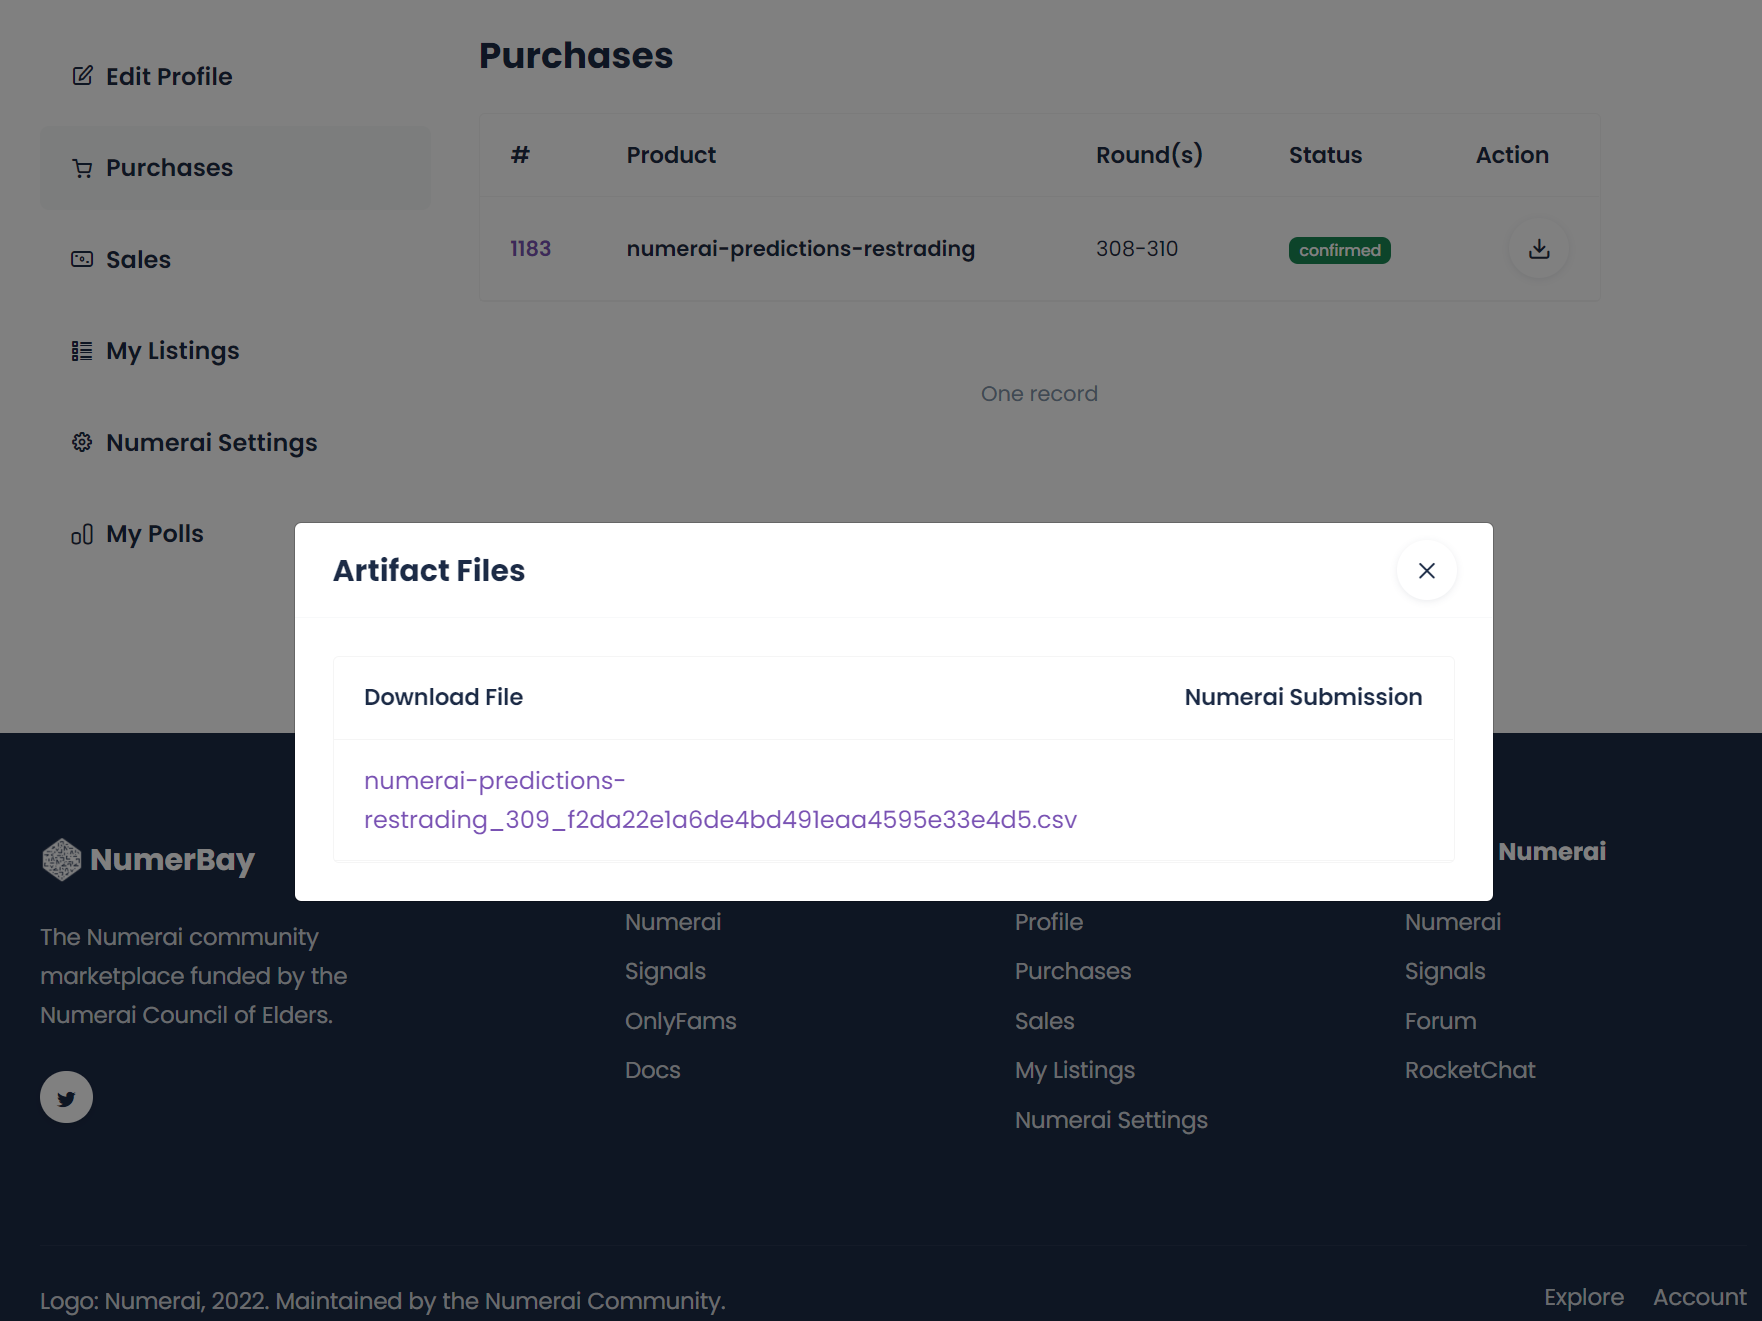 Edit Profile
Purchases
Sales
My Listings
Numerai Settings
My Polls
Purchases
# Product Round(s) Status Action
1183 numerai-predictions-restrading 308-310 confirmed
One record
Artifact Files
Download File Numerai Submission
numerai-predictions-
restrading_309_f2da22e1a6de4bd491eaa4595e33e4d5.csv
NumerBay
The Numerai community
marketplace funded by the
Numerai Council of Elders.
Numerai
Signals
OnlyFams
Docs
Profile
Purchases
Sales
My Listings
Numerai Settings
Numerai
Numerai
Signals
Forum
RocketChat
Logo: Numerai, 2022. Maintained by the Numerai Community.
Explore Account